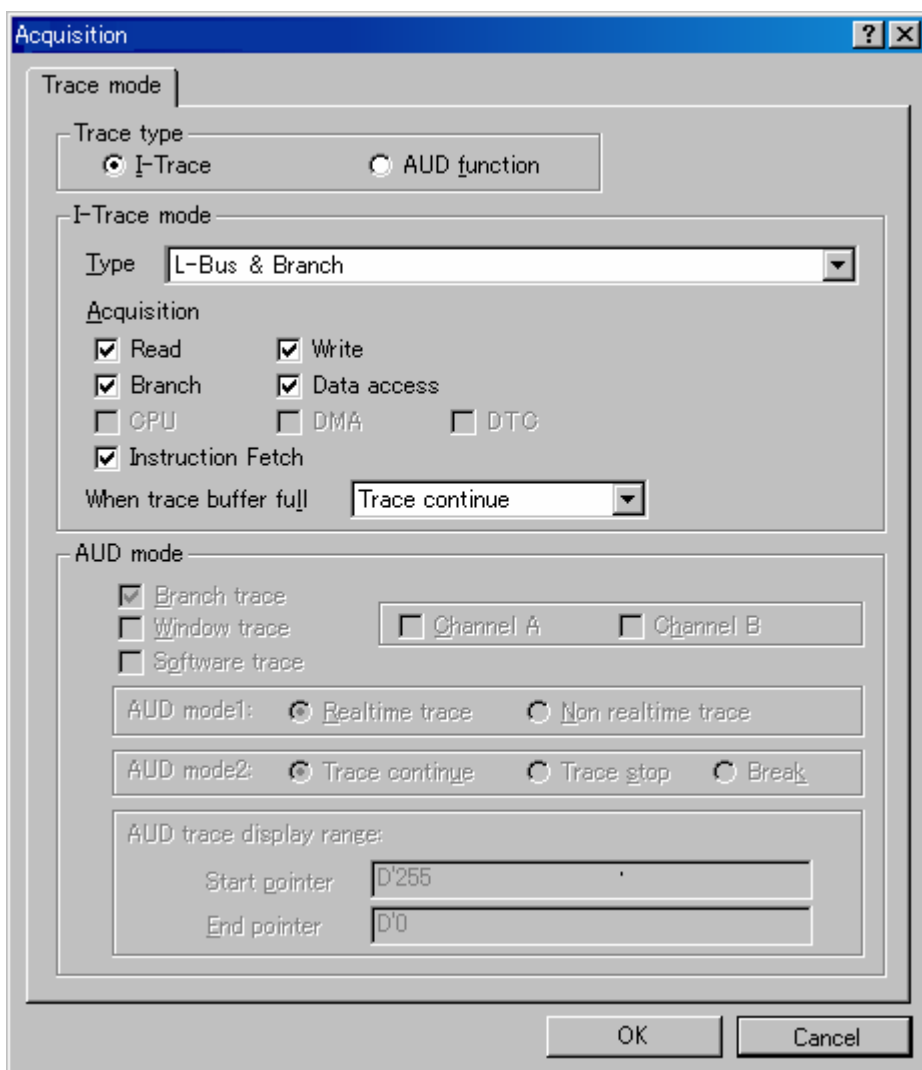 Acquisition
Trace mode
Trace type
I-Trace AUD function
I-Trace mode
Type L-Bus & Branch
Acquisition
Read Write
Branch Data access
CPU DMA DTC
Instruction Fetch
When trace buffer full Trace continue
AUD mode
Branch trace
Window trace Channel A Channel B
Software trace
AUD mode1: Realtime trace Non realtime trace
AUD mode2: Trace continue Trace stop Break
AUD trace display range:
Start pointer D'255
End pointer D'0
OK Cancel